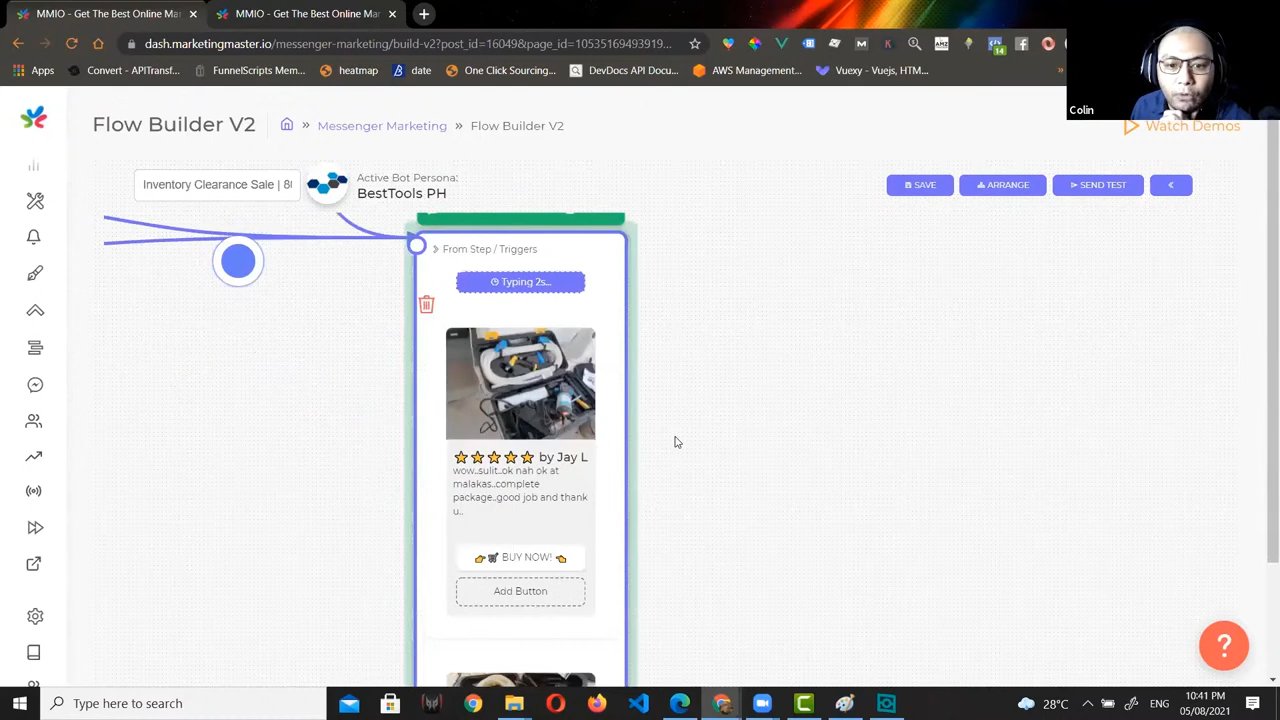 MMIO - Get The Best Online Mar
MMIO - Get The Best Online Mar
dash.marketingmaster.io/messenger-marketing/build-v2?post_id=16049&page_id=10535169493919...
14
Apps
Convert - APITransf...
FunnelScripts Mem...
heatmap
date
Click Sourcing...
DevDocs API Docu...
AWS Management...
Vuexy - Vuejs, HTM...
Colin
Flow Builder V2
» Messenger Marketing » Flow Builder V2
Watch Demos
Inventory Clearance Sale |
Active Bot Persona:
BestTools PH
SAVE
ARRANGE
SEND TEST
From Step / Triggers
Typing 2s...
by Jay L
wow..sulit..ok nah ok at
malakas..complete
package..good job and thank
u..
BUY NOW!
Add Button
?
Type here to search
28°C
ENG
10:41 PM
05/08/2021